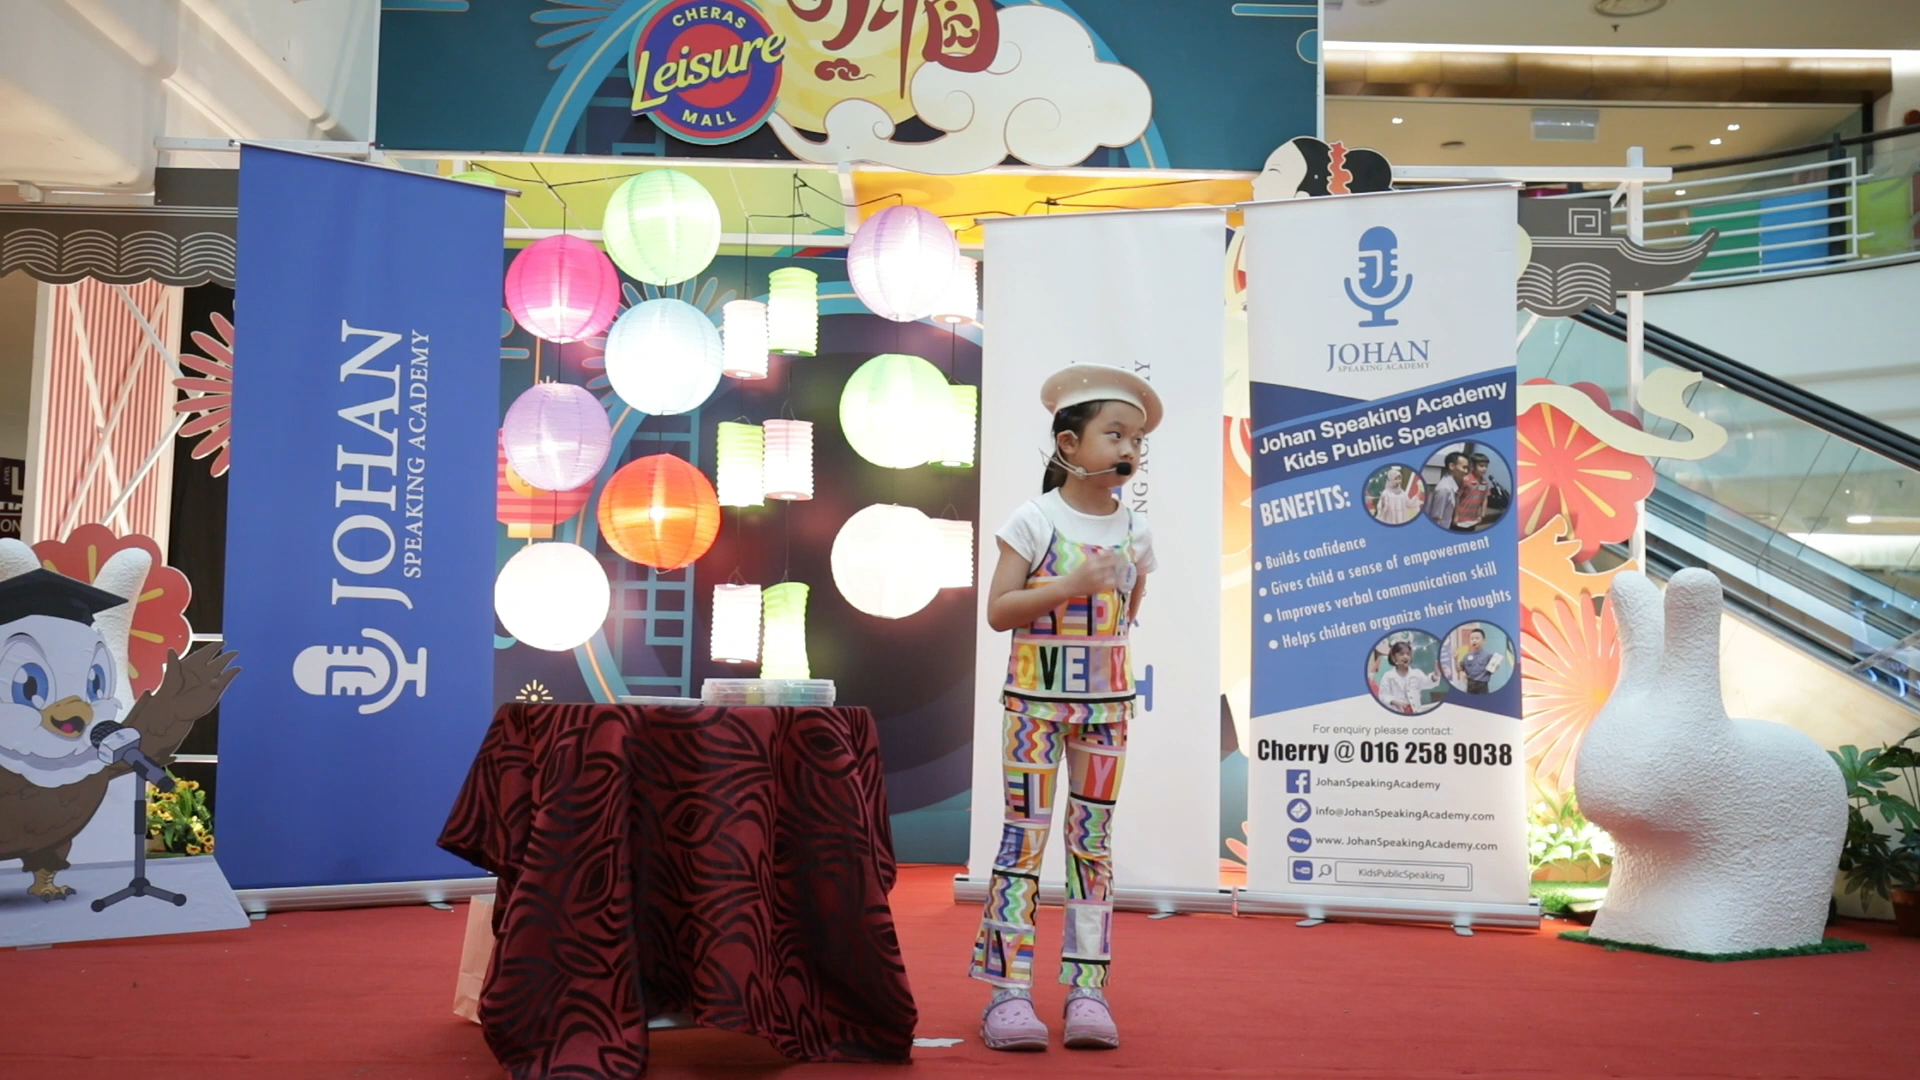 CHERAS
Leisure
MALL
JOHAN
SPEAKING ACADEMY
JOHAN
SPEAKING ACADEMY
Johan Speaking Academy
Kids Public Speaking
BENEFITS:
• Builds confidence
• Gives child a sense of empowerment
• Improves verbal communication skill
• Helps children organize their thoughts
For enquiry please contact:
Cherry @ 016 258 9038
JohanSpeakingAcademy
info@JohanSpeakingAcademy.com
www. JohanSpeakingAcademy.com
KidsPublicSpeaking